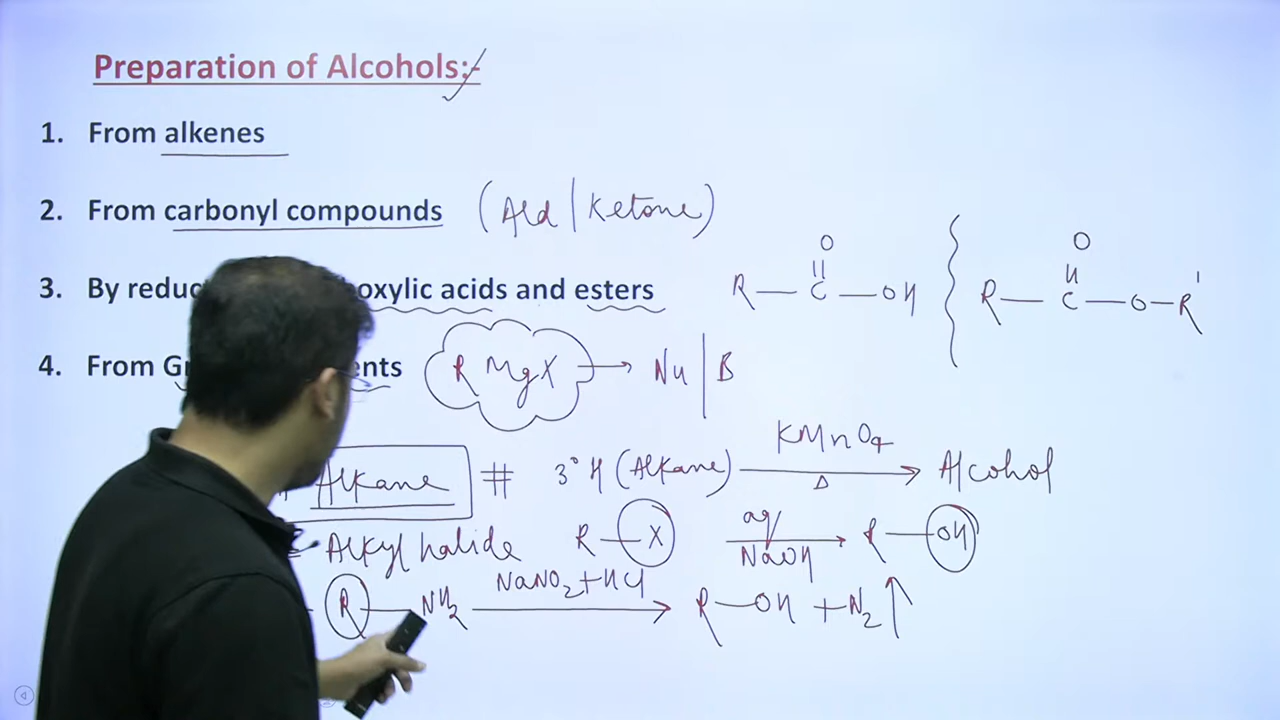 Preparation of Alcohols:-
1. From alkenes
2. From carbonyl compounds (Ald | Ketone)
3. By reduc oxylic acids and esters
R — C — OH
O
R — C — O — R'
O
4. From G ents
R MgX → Nu | B
Alkane # 3° H (Alkane) KMnO4 Δ → Alcohol
Alkyl halide R — X aq NaOH → R — OH
R — NH2 NaNO2 + HCl → R — OH + N2 ↑